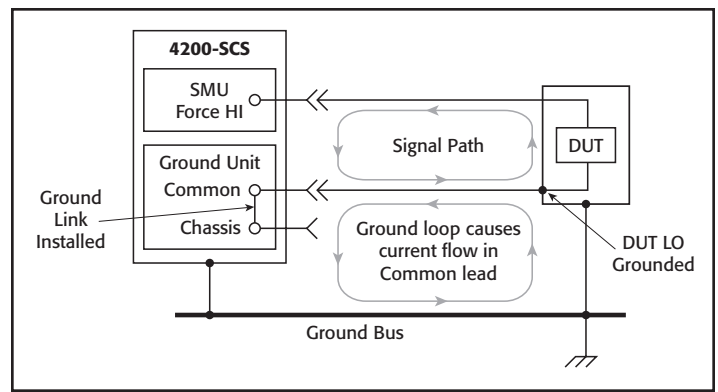 4200-SCS
SMU
Force HI
Signal Path
DUT
Ground Unit
Common
Chassis
Ground
Link
Installed
Ground loop causes
current flow in
Common lead
DUT LO
Grounded
Ground Bus